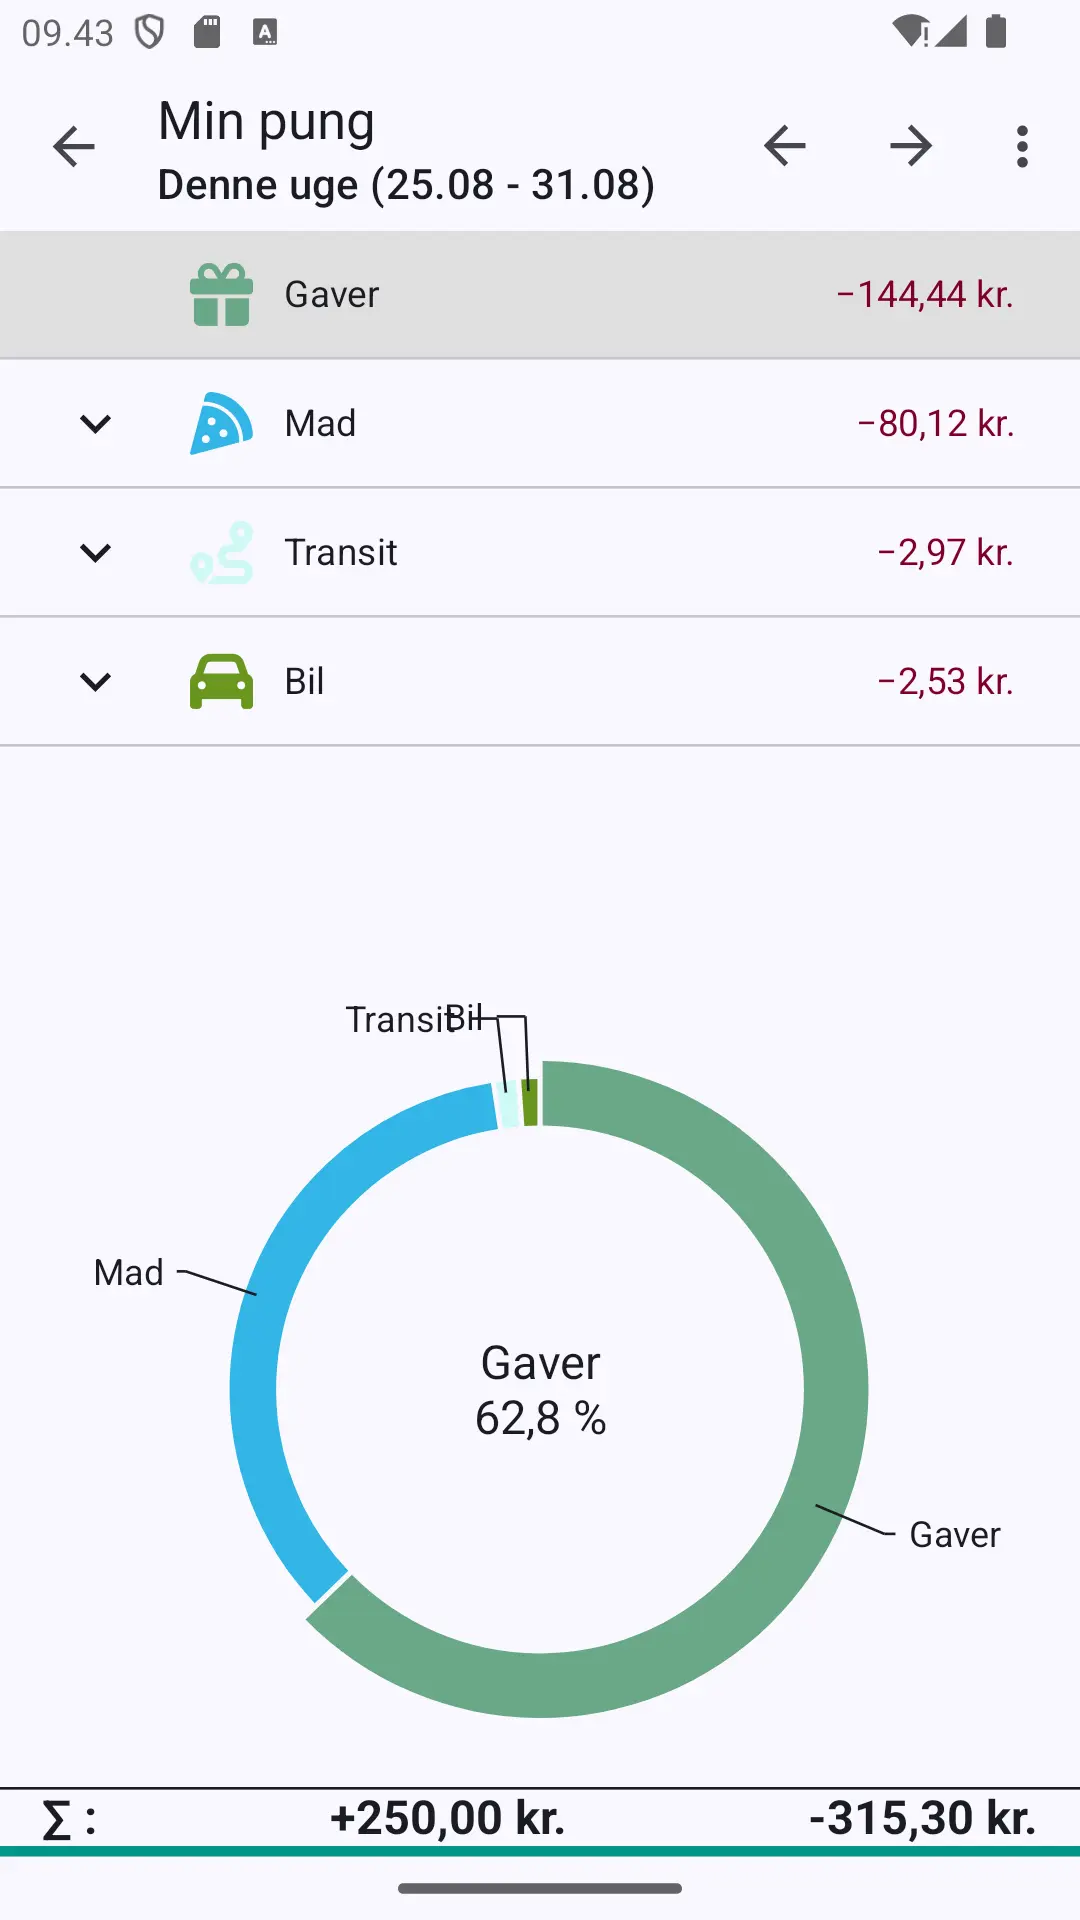 09.43
Min pung
Denne uge (25.08 - 31.08)
Gaver −144,44 kr.
Mad −80,12 kr.
Transit −2,97 kr.
Bil −2,53 kr.
Transit Bil
Mad
Gaver
62,8 %
Gaver
Σ : +250,00 kr. -315,30 kr.